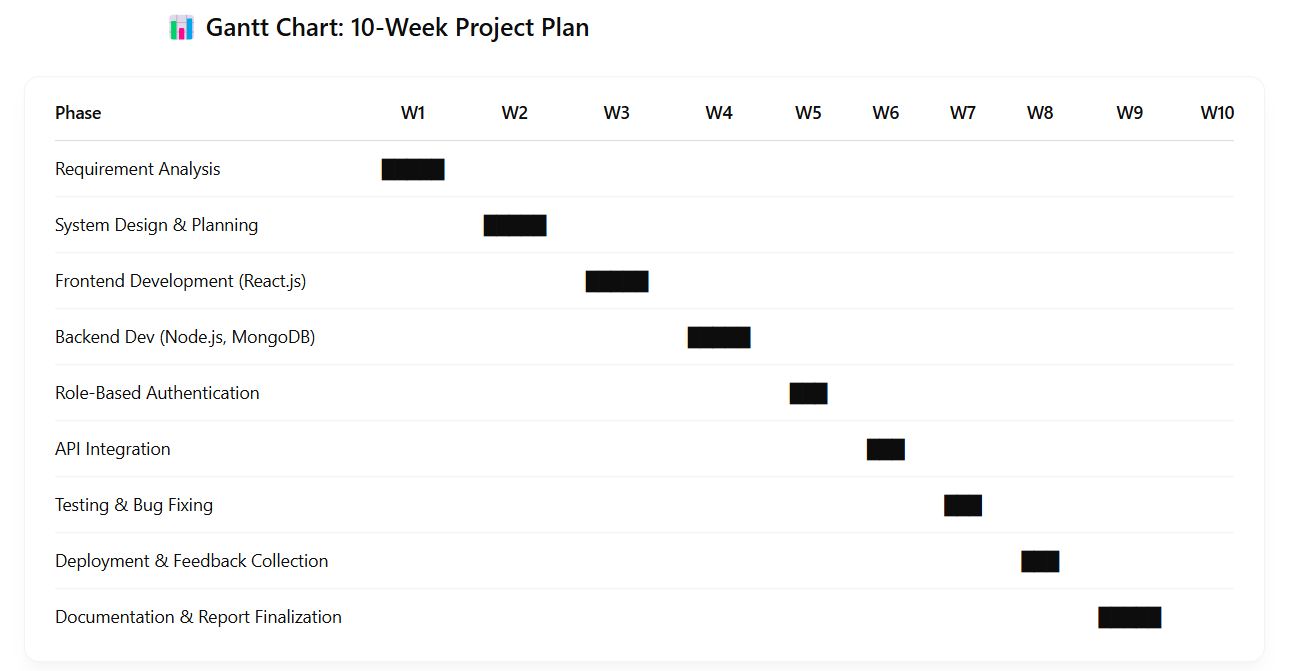 Gantt Chart: 10-Week Project Plan
Phase W1 W2 W3 W4 W5 W6 W7 W8 W9 W10
Requirement Analysis
System Design & Planning
Frontend Development (React.js)
Backend Dev (Node.js, MongoDB)
Role-Based Authentication
API Integration
Testing & Bug Fixing
Deployment & Feedback Collection
Documentation & Report Finalization